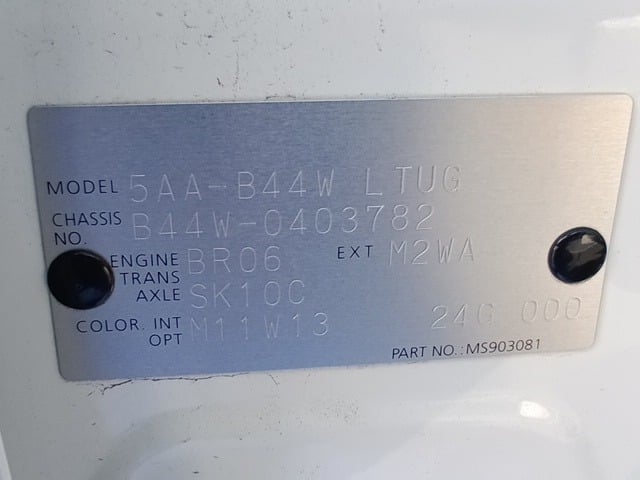 MODEL 5AA-B44W LTUG
CHASSIS NO. B44W-0403782
ENGINE BR06 EXT M2WA
TRANS AXLE SK10C
COLOR. INT OPT M11W13 24G 000
PART NO.:MS903081